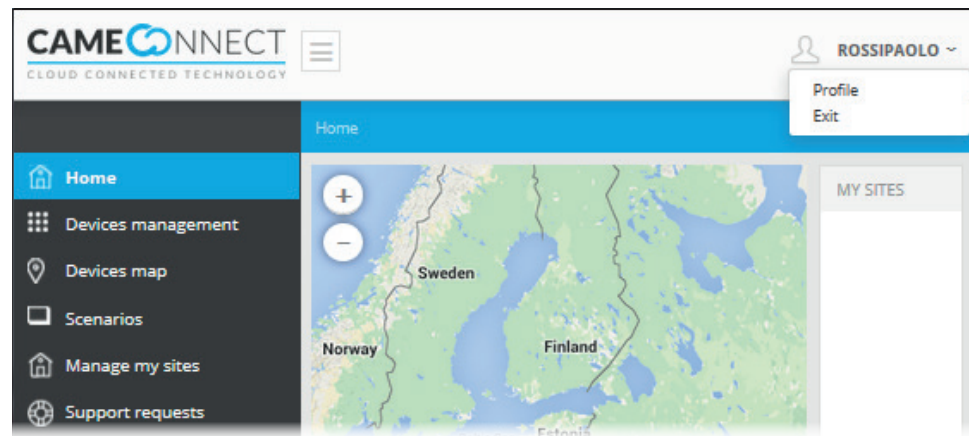 CAMECONNECT
CLOUD CONNECTED TECHNOLOGY
ROSSIPAOLO
Profile
Exit
Home
Home
Devices management
Devices map
Scenarios
Manage my sites
Support requests
+
−
Sweden
Norway
Finland
Estonia
MY SITES